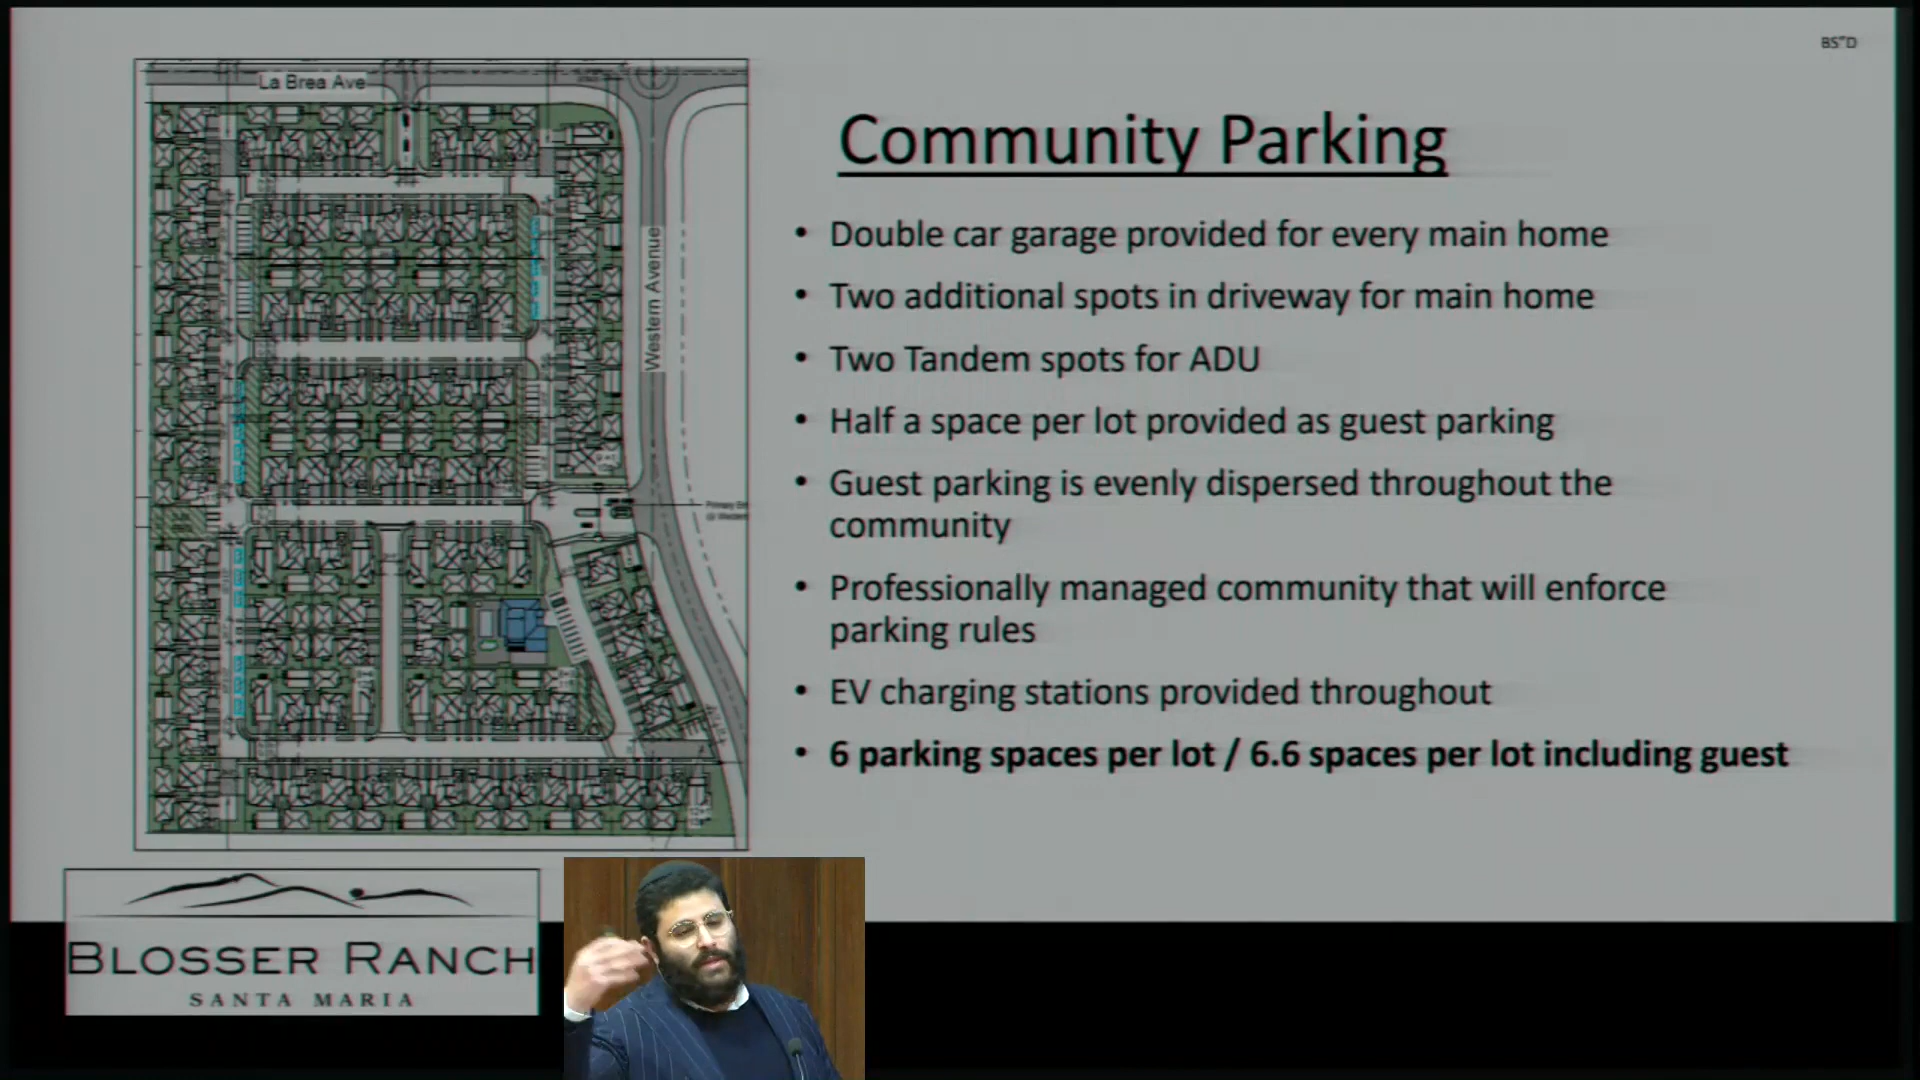 BS"D
La Brea Ave
Western Avenue
Community Parking
• Double car garage provided for every main home
• Two additional spots in driveway for main home
• Two Tandem spots for ADU
• Half a space per lot provided as guest parking
• Guest parking is evenly dispersed throughout the
community
• Professionally managed community that will enforce
parking rules
• EV charging stations provided throughout
• 6 parking spaces per lot / 6.6 spaces per lot including guest
BLOSSER RANCH
SANTA MARIA